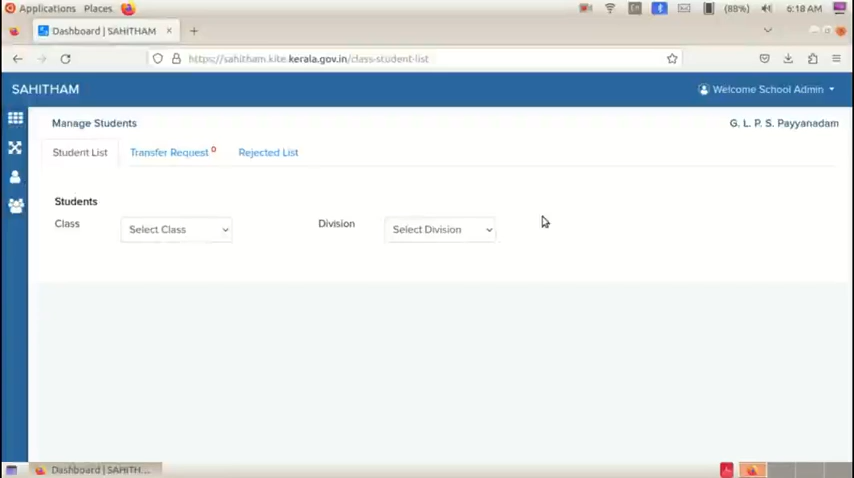 Applications Places
En
(88%)
6:18 AM
Dashboard | SAHITHAM
https://sahitham.kite.kerala.gov.in/class-student-list
SAHITHAM
Welcome School Admin
Manage Students
G. L. P. S. Payyanadam
Student List
Transfer Request 0
Rejected List
Students
Class
Select Class
Division
Select Division
Dashboard | SAHITH...